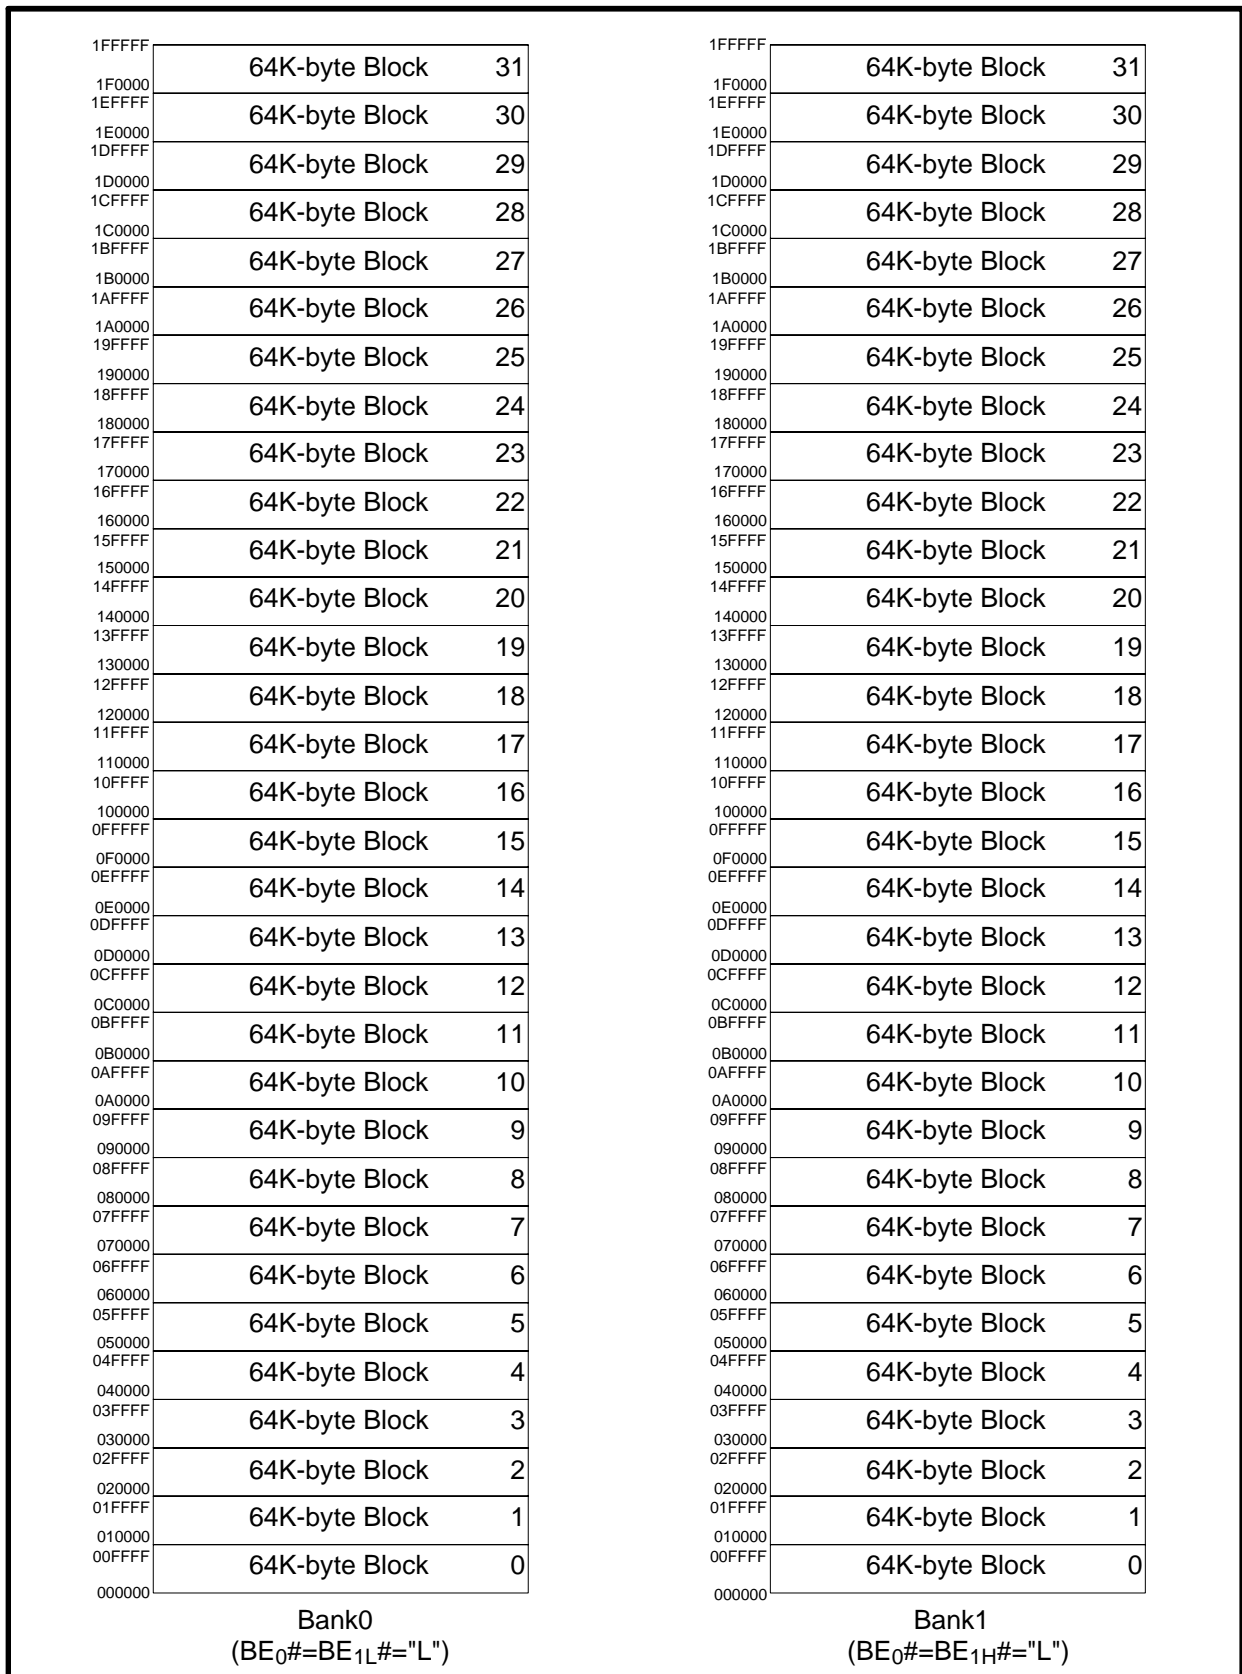 1FFFFF
64K-byte Block 31
1F0000
1EFFFF
64K-byte Block 30
1E0000
1DFFFF
64K-byte Block 29
1D0000
1CFFFF
64K-byte Block 28
1C0000
1BFFFF
64K-byte Block 27
1B0000
1AFFFF
64K-byte Block 26
1A0000
19FFFF
64K-byte Block 25
190000
18FFFF
64K-byte Block 24
180000
17FFFF
64K-byte Block 23
170000
16FFFF
64K-byte Block 22
160000
15FFFF
64K-byte Block 21
150000
14FFFF
64K-byte Block 20
140000
13FFFF
64K-byte Block 19
130000
12FFFF
64K-byte Block 18
120000
11FFFF
64K-byte Block 17
110000
10FFFF
64K-byte Block 16
100000
0FFFFF
64K-byte Block 15
0F0000
0EFFFF
64K-byte Block 14
0E0000
0DFFFF
64K-byte Block 13
0D0000
0CFFFF
64K-byte Block 12
0C0000
0BFFFF
64K-byte Block 11
0B0000
0AFFFF
64K-byte Block 10
0A0000
09FFFF
64K-byte Block 9
090000
08FFFF
64K-byte Block 8
080000
07FFFF
64K-byte Block 7
070000
06FFFF
64K-byte Block 6
060000
05FFFF
64K-byte Block 5
050000
04FFFF
64K-byte Block 4
040000
03FFFF
64K-byte Block 3
030000
02FFFF
64K-byte Block 2
020000
01FFFF
64K-byte Block 1
010000
00FFFF
64K-byte Block 0
000000
Bank0
(BE0#=BE1L#="L")
1FFFFF
64K-byte Block 31
1F0000
1EFFFF
64K-byte Block 30
1E0000
1DFFFF
64K-byte Block 29
1D0000
1CFFFF
64K-byte Block 28
1C0000
1BFFFF
64K-byte Block 27
1B0000
1AFFFF
64K-byte Block 26
1A0000
19FFFF
64K-byte Block 25
190000
18FFFF
64K-byte Block 24
180000
17FFFF
64K-byte Block 23
170000
16FFFF
64K-byte Block 22
160000
15FFFF
64K-byte Block 21
150000
14FFFF
64K-byte Block 20
140000
13FFFF
64K-byte Block 19
130000
12FFFF
64K-byte Block 18
120000
11FFFF
64K-byte Block 17
110000
10FFFF
64K-byte Block 16
100000
0FFFFF
64K-byte Block 15
0F0000
0EFFFF
64K-byte Block 14
0E0000
0DFFFF
64K-byte Block 13
0D0000
0CFFFF
64K-byte Block 12
0C0000
0BFFFF
64K-byte Block 11
0B0000
0AFFFF
64K-byte Block 10
0A0000
09FFFF
64K-byte Block 9
090000
08FFFF
64K-byte Block 8
080000
07FFFF
64K-byte Block 7
070000
06FFFF
64K-byte Block 6
060000
05FFFF
64K-byte Block 5
050000
04FFFF
64K-byte Block 4
040000
03FFFF
64K-byte Block 3
030000
02FFFF
64K-byte Block 2
020000
01FFFF
64K-byte Block 1
010000
00FFFF
64K-byte Block 0
000000
Bank1
(BE0#=BE1H#="L")